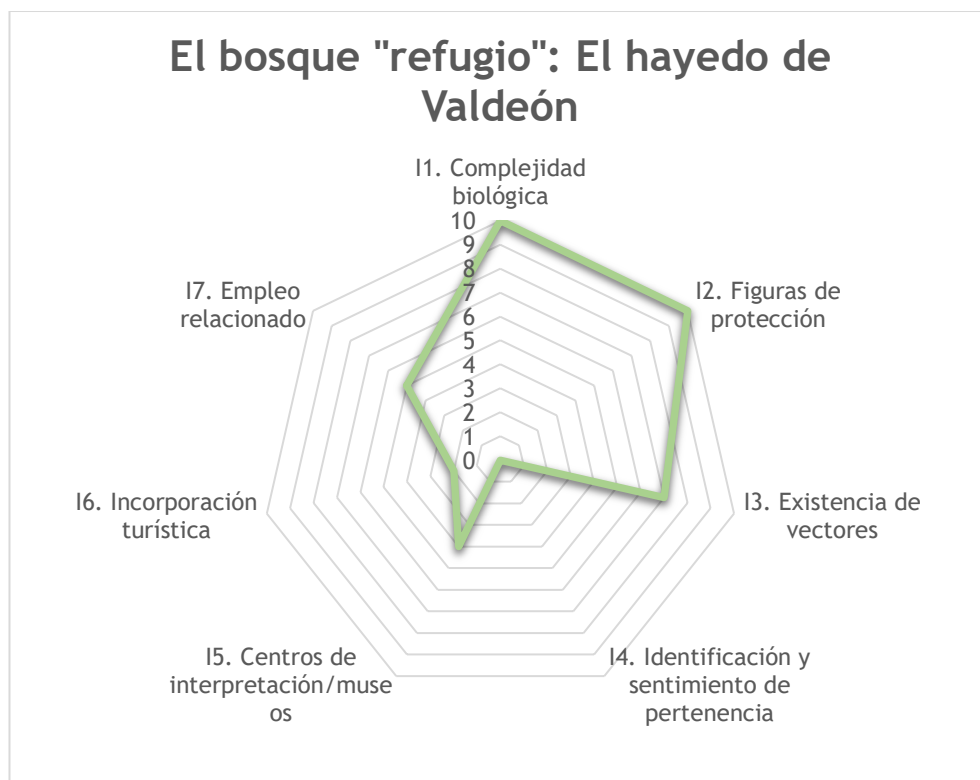 El bosque "refugio": El hayedo de
Valdeón
I1. Complejidad
biológica
10
9
8
7
6
5
4
3
2
1
0
I2. Figuras de
protección
I3. Existencia de
vectores
I4. Identificación y
sentimiento de
pertenencia
I5. Centros de
interpretación/muse
os
I6. Incorporación
turística
I7. Empleo
relacionado